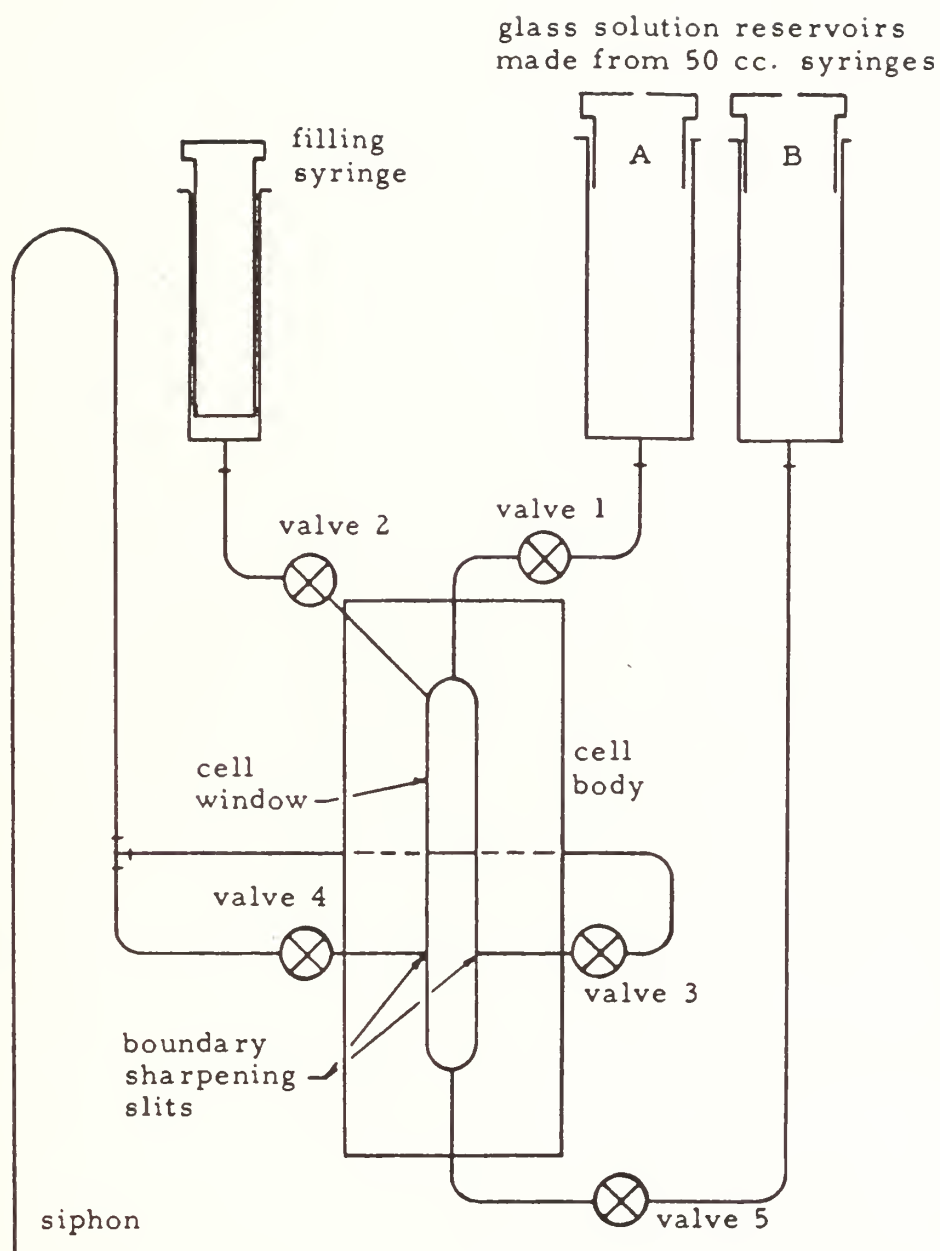 glass solution reservoirs
made from 50 cc. syringes
filling
syringe
A
B
valve 1
valve 2
cell
window
cell
body
valve 4
valve 3
boundary
sharpening
slits
siphon
valve 5